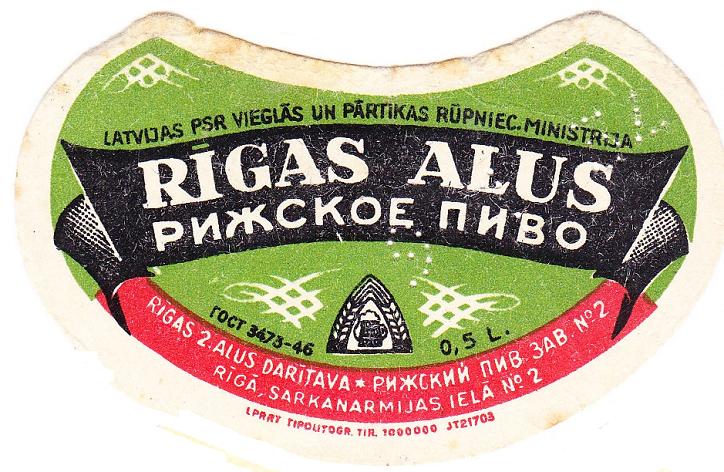 LATVIJAS PSR VIEGLĀS UN PĀRTIKAS RŪPNIEC. MINISTRIJA
RĪGAS ALUS
РИЖСКОЕ ПИВО
ГОСТ 3473-46
0,5 L.
RĪGAS 2. ALUS DARĪTAVA ★ РИЖСКИЙ ПИВ. ЗАВ. № 2
RĪGĀ, SARKANARMIJAS IELĀ № 2
TIPOLITOGR. TIR. 1000000 JT21703